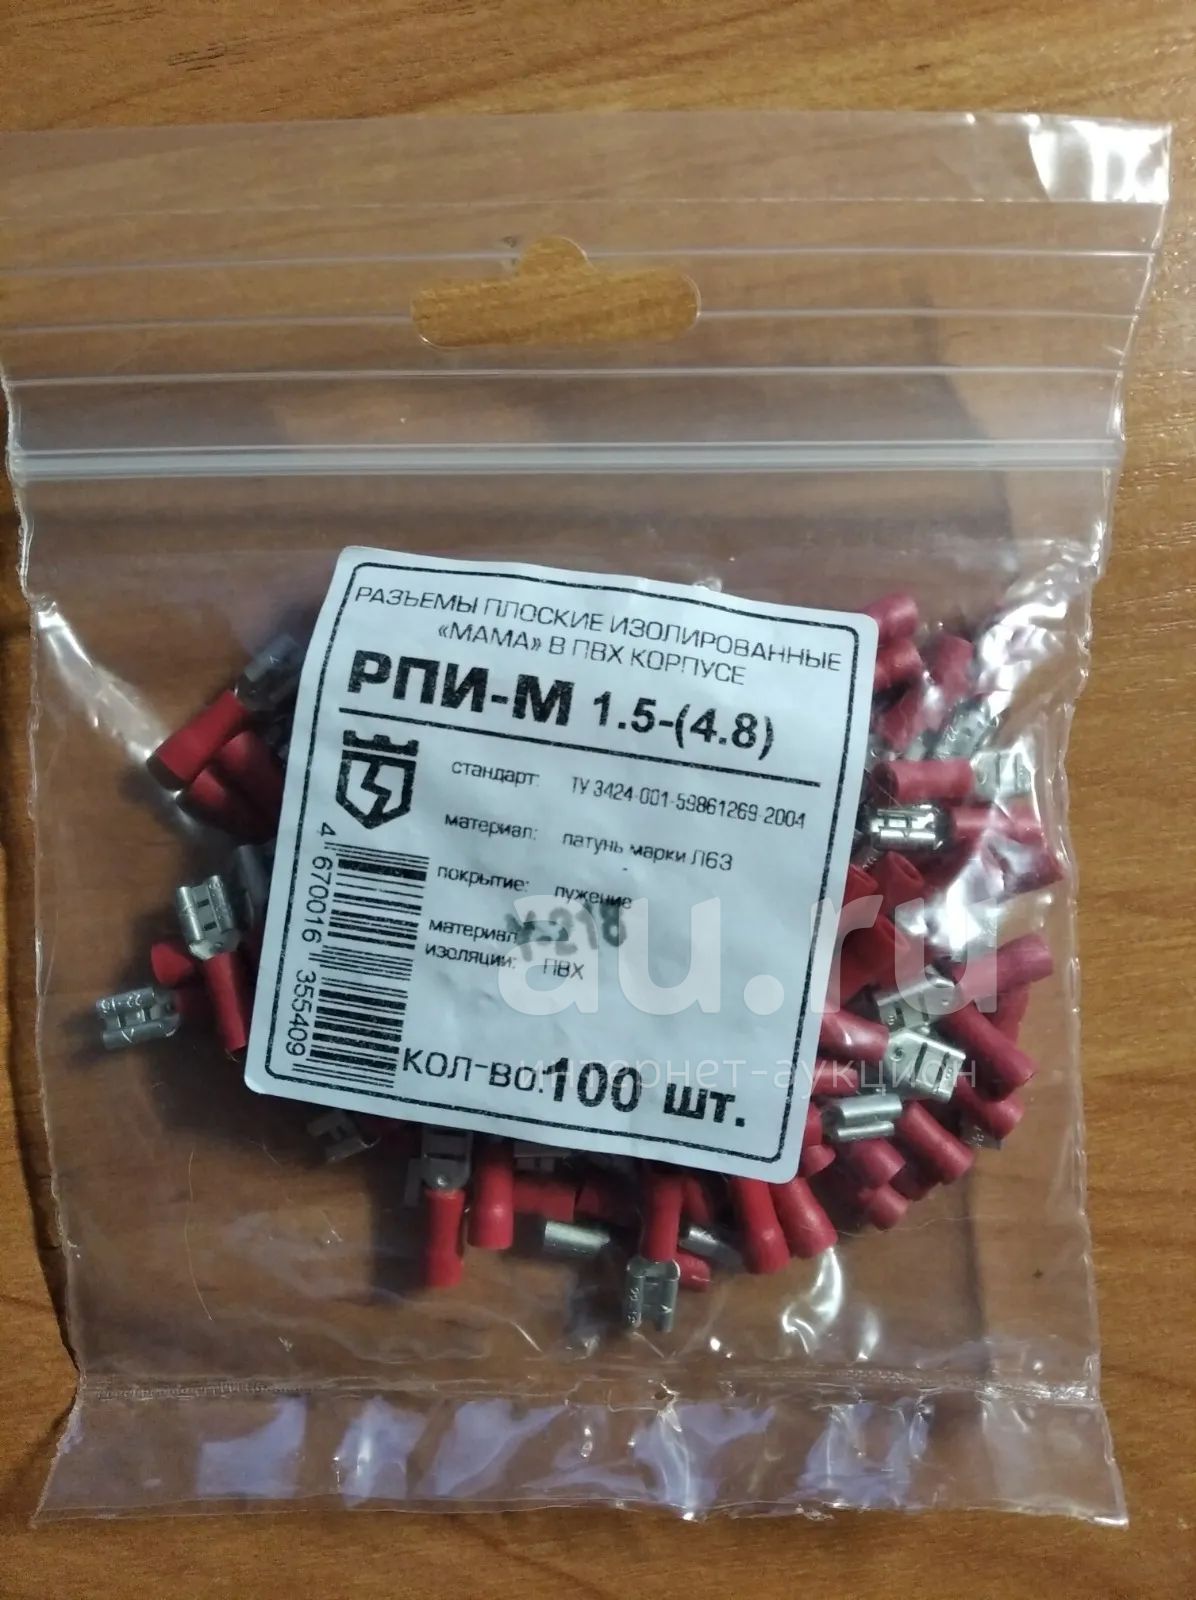 РАЗЪЕМЫ ПЛОСКИЕ ИЗОЛИРОВАННЫЕ
«МАМА» В ПВХ КОРПУСЕ
РПИ-М 1.5-(4.8)
стандарт: ТУ 3424-001-59861269-2004
материал: латунь марки Л63
покрытие: лужение
материал
изоляции: ПВХ
4 670016 355409
кол-во: 100 шт.
au.ru
интернет-аукцион